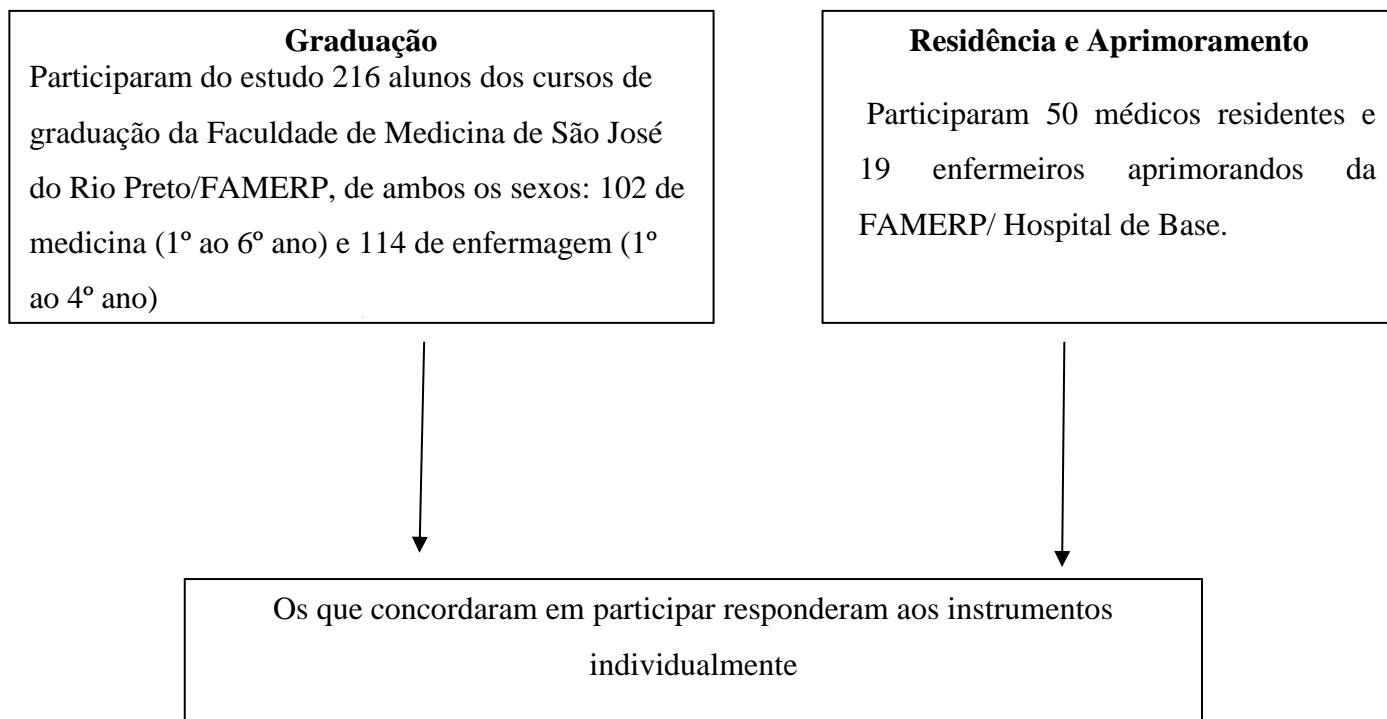 Graduação
Participaram do estudo 216 alunos dos cursos de
graduação da Faculdade de Medicina de São José
do Rio Preto/FAMERP, de ambos os sexos: 102 de
medicina (1º ao 6º ano) e 114 de enfermagem (1º
ao 4º ano)
Residência e Aprimoramento
Participaram 50 médicos residentes e
19 enfermeiros aprimorandos da
FAMERP/ Hospital de Base.
Os que concordaram em participar responderam aos instrumentos
individualmente